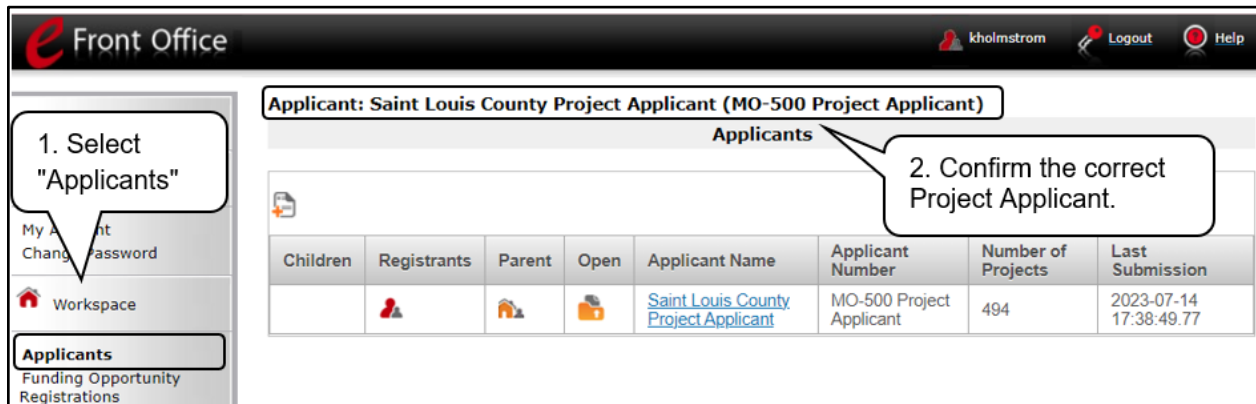 e Front Office
kholmstrom
Logout
Help
Applicant: Saint Louis County Project Applicant (MO-500 Project Applicant)
Applicants
1. Select
"Applicants"
2. Confirm the correct
Project Applicant.
My
Password
Workspace
Applicants
Funding Opportunity
Registrations
Children Registrants Parent Open Applicant Name Applicant Number Number of Projects Last Submission
Saint Louis County MO-500 Project 494 2023-07-14
Project Applicant Applicant 17:38:49.77